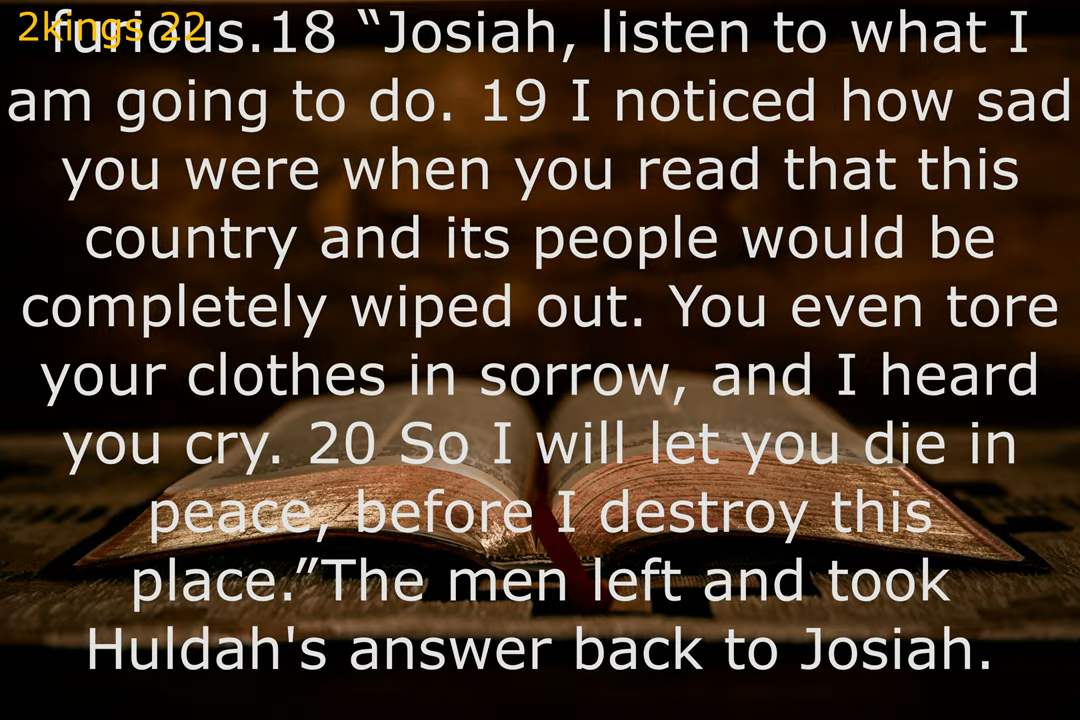 2kings 22
furious.18 “Josiah, listen to what I
am going to do. 19 I noticed how sad
you were when you read that this
country and its people would be
completely wiped out. You even tore
your clothes in sorrow, and I heard
you cry. 20 So I will let you die in
peace, before I destroy this
place.”The men left and took
Huldah's answer back to Josiah.